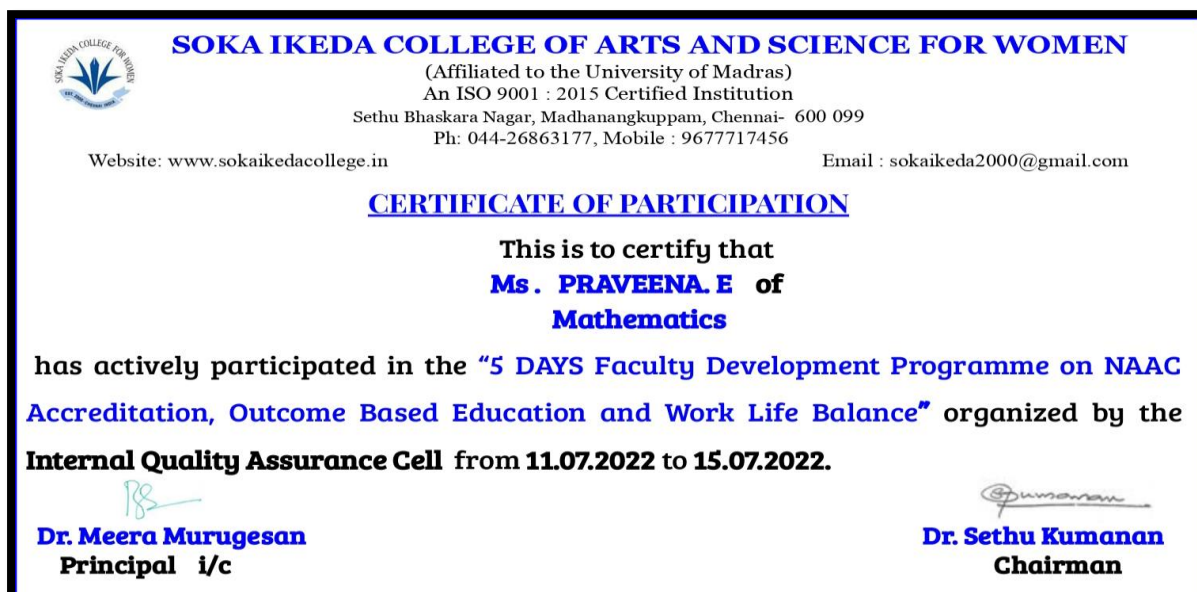 SOKA IKEDA COLLEGE FOR WOMEN
SOKA IKEDA COLLEGE OF ARTS AND SCIENCE FOR WOMEN
(Affiliated to the University of Madras)
An ISO 9001 : 2015 Certified Institution
Sethu Bhaskara Nagar, Madhanangkuppam, Chennai- 600 099
Ph: 044-26863177, Mobile : 9677717456
Website: www.sokaikedacollege.in Email : sokaikeda2000@gmail.com
CERTIFICATE OF PARTICIPATION
This is to certify that
Ms. PRAVEENA. E of
Mathematics
has actively participated in the “5 DAYS Faculty Development Programme on NAAC
Accreditation, Outcome Based Education and Work Life Balance” organized by the
Internal Quality Assurance Cell from 11.07.2022 to 15.07.2022.
Dr. Meera Murugesan Dr. Sethu Kumanan
Principal i/c Chairman